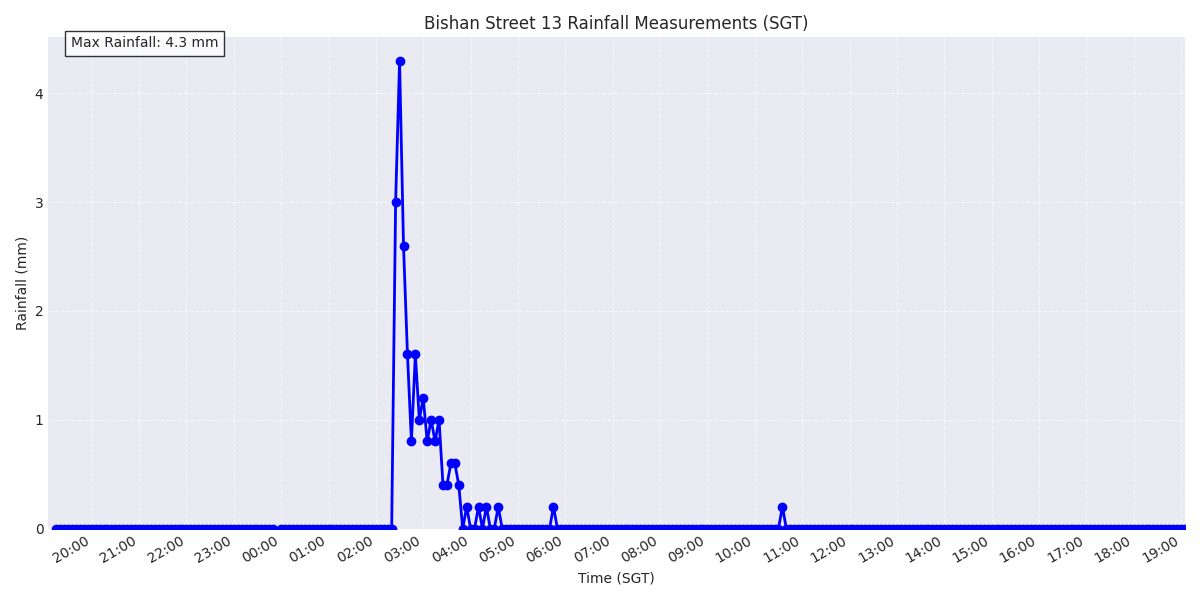 Bishan Street 13 Rainfall Measurements (SGT)
Max Rainfall: 4.3 mm
Rainfall (mm)
4
3
2
1
0
20:00 21:00 22:00 23:00 00:00 01:00 02:00 03:00 04:00 05:00 06:00 07:00 08:00 09:00 10:00 11:00 12:00 13:00 14:00 15:00 16:00 17:00 18:00 19:00
Time (SGT)